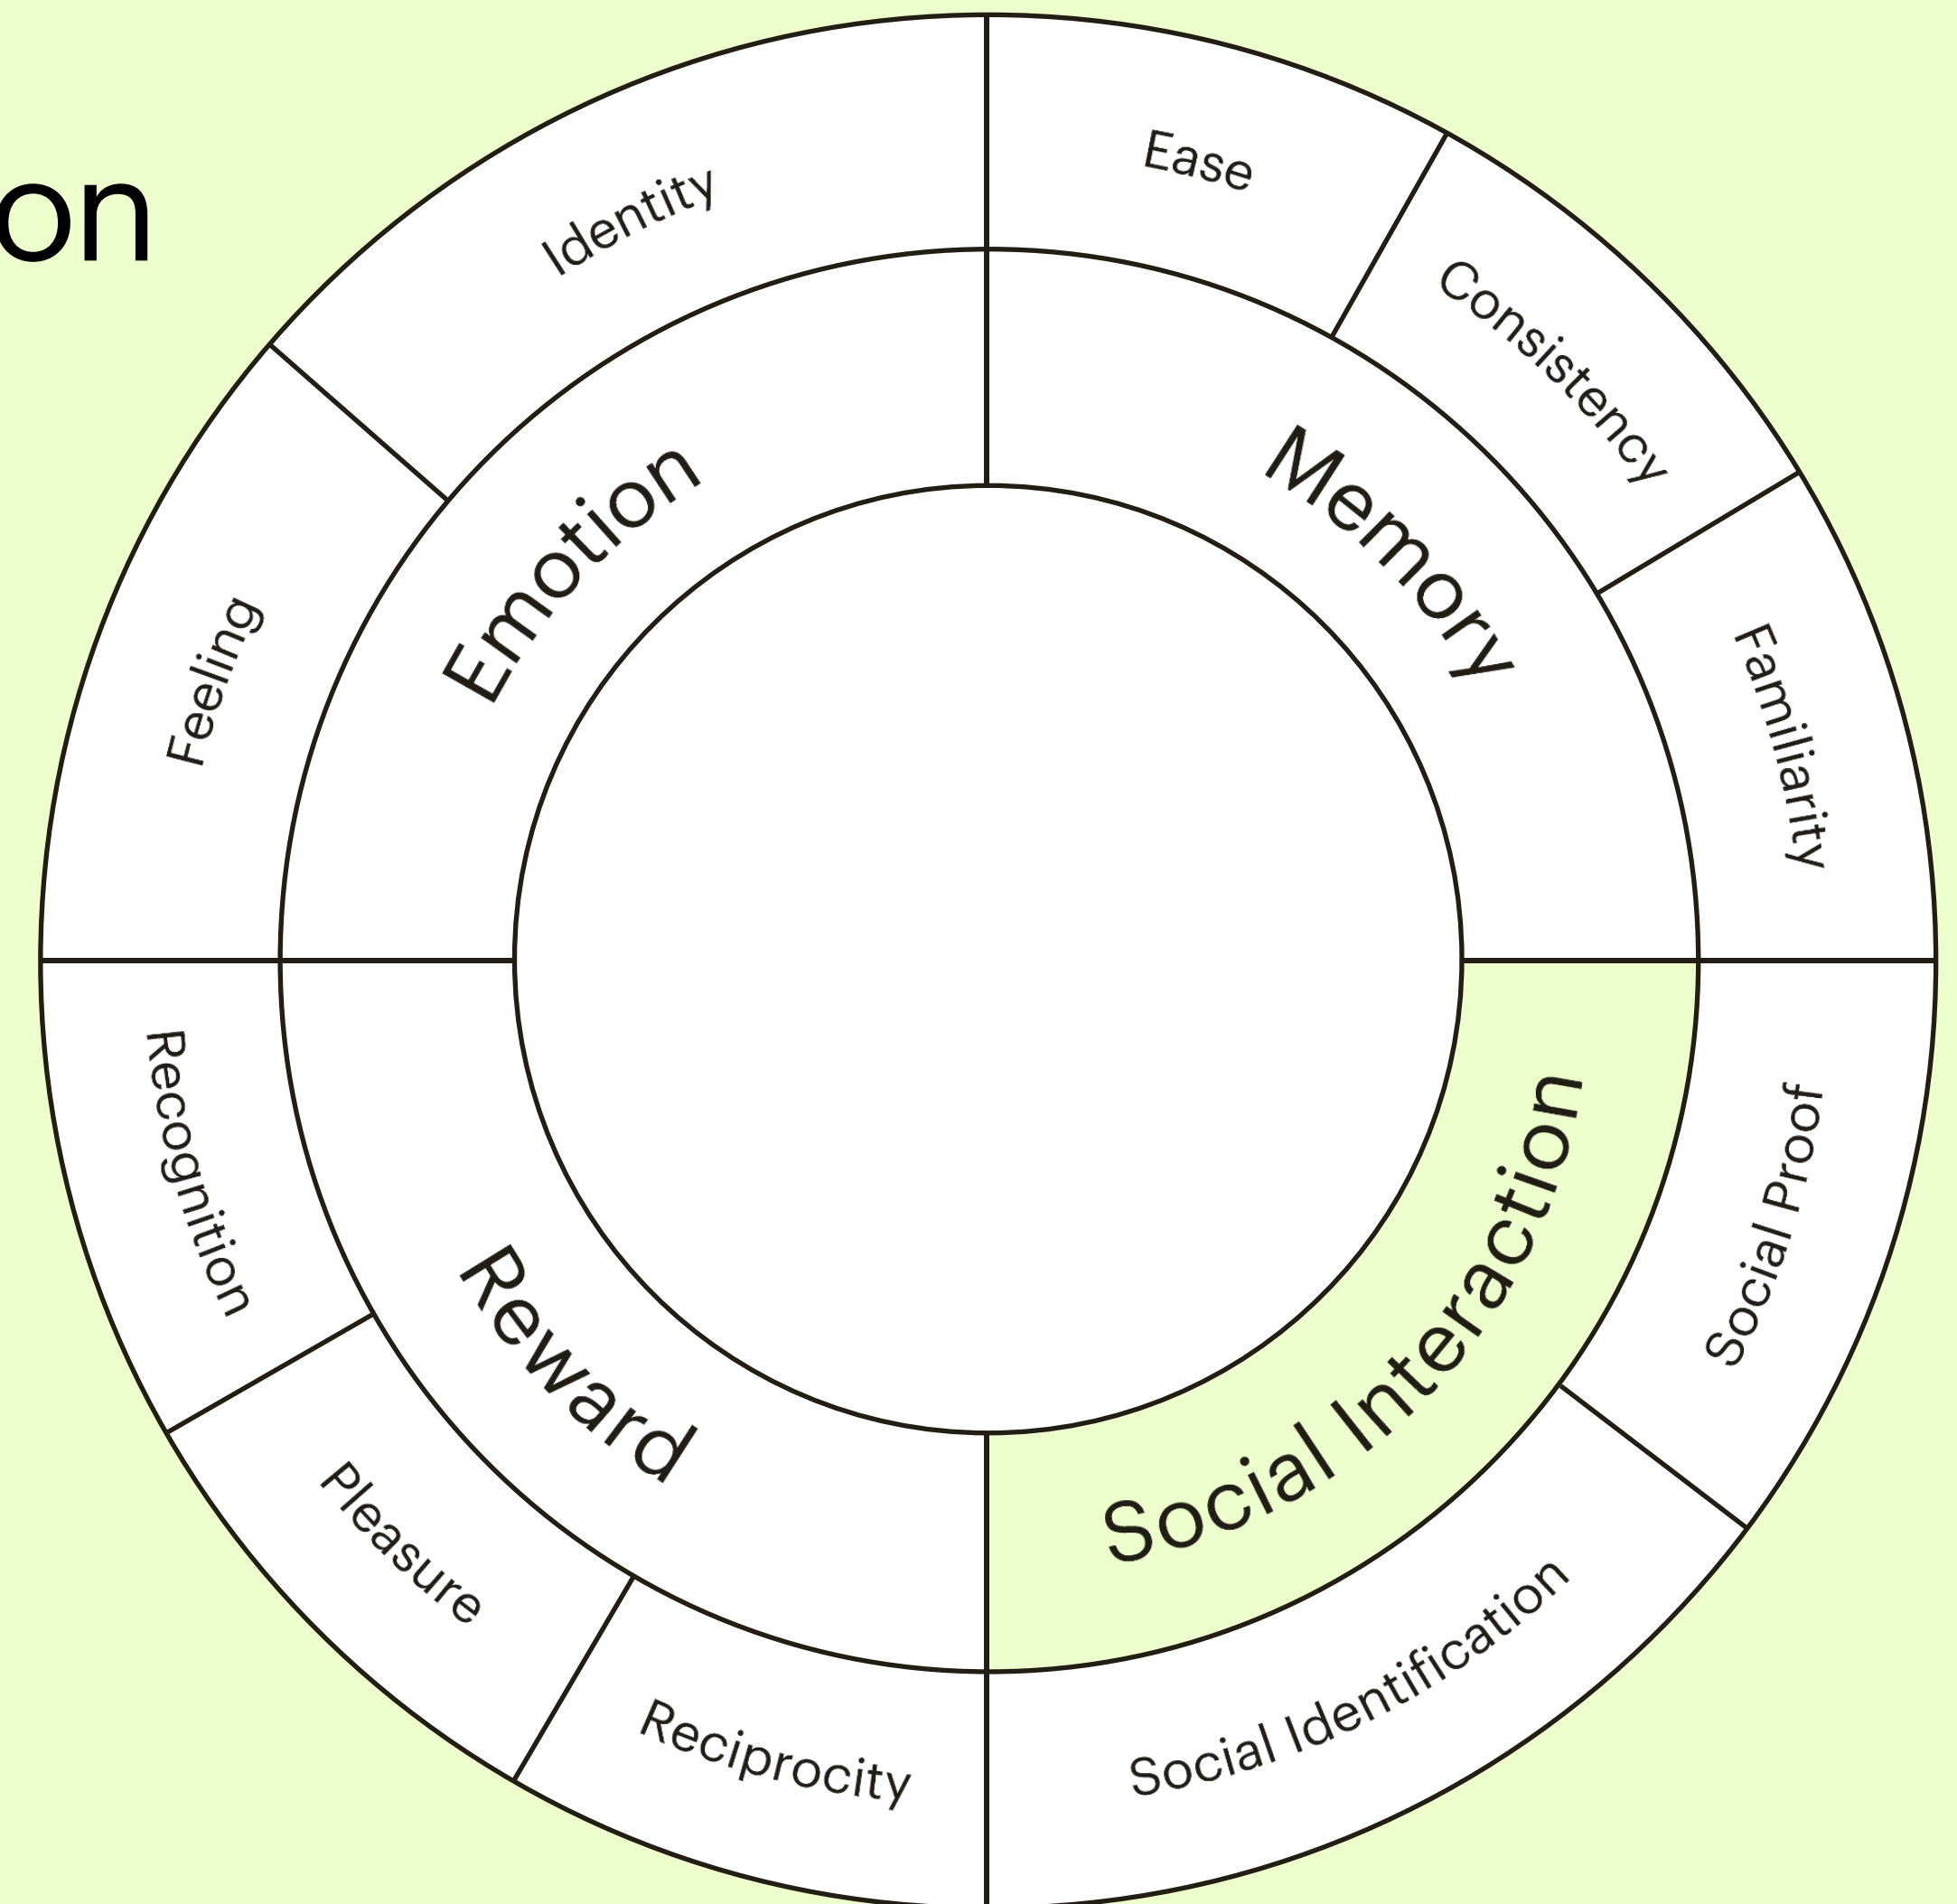 on
Identity
Ease
Consistency
Familiarity
Feeling
Emotion
Memory
Recognition
Pleasure
Reciprocity
Reward
Social Interaction
Social Proof
Social Identification